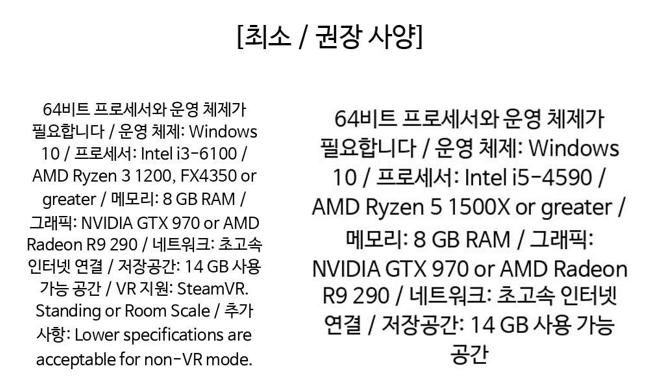 [최소 / 권장 사양]
64비트 프로세서와 운영 체제가
필요합니다 / 운영 체제: Windows
10 / 프로세서: Intel i3-6100 /
AMD Ryzen 3 1200, FX4350 or
greater / 메모리: 8 GB RAM /
그래픽: NVIDIA GTX 970 or AMD
Radeon R9 290 / 네트워크: 초고속
인터넷 연결 / 저장공간: 14 GB 사용
가능 공간 / VR 지원: SteamVR.
Standing or Room Scale / 추가
사항: Lower specifications are
acceptable for non-VR mode.
64비트 프로세서와 운영 체제가
필요합니다 / 운영 체제: Windows
10 / 프로세서: Intel i5-4590 /
AMD Ryzen 5 1500X or greater /
메모리: 8 GB RAM / 그래픽:
NVIDIA GTX 970 or AMD Radeon
R9 290 / 네트워크: 초고속 인터넷
연결 / 저장공간: 14 GB 사용 가능
공간